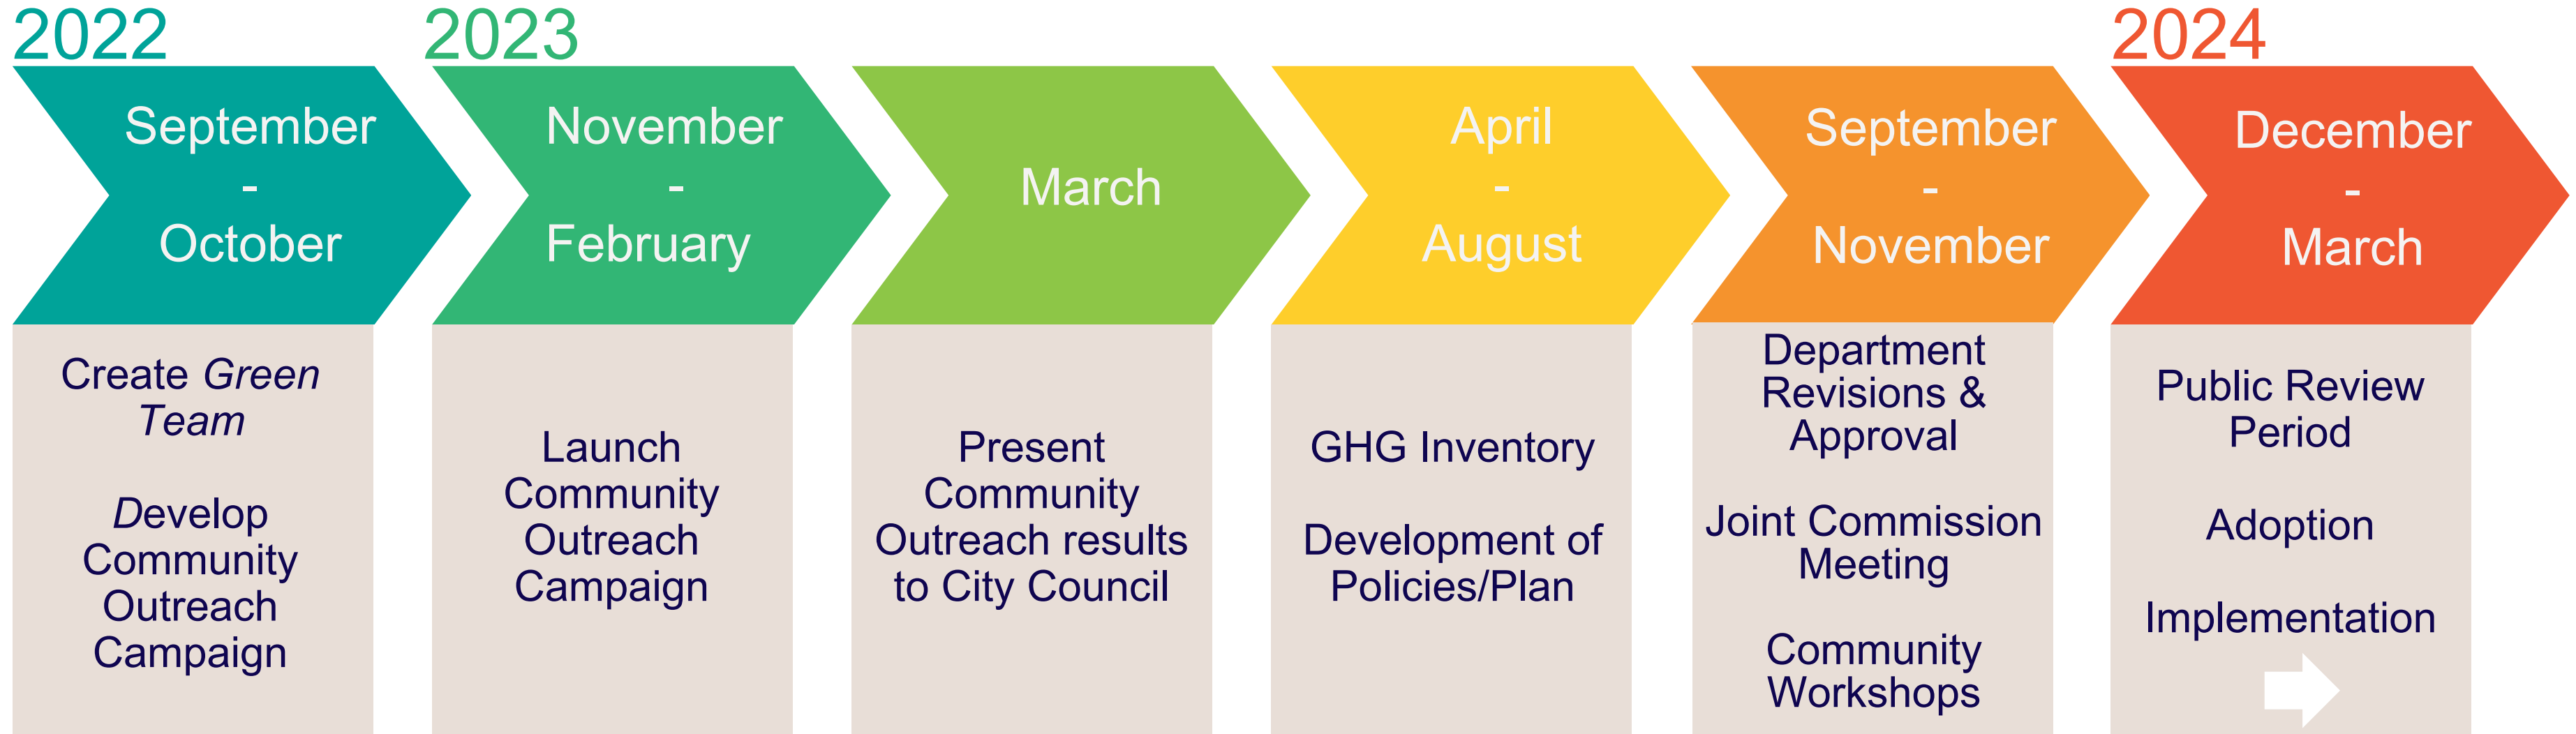 2022
2023
2024
September
-
October
November
-
February
March
April
-
August
September
-
November
December
-
March
Create Green
Team
Develop
Community
Outreach
Campaign
Launch
Community
Outreach
Campaign
Present
Community
Outreach results
to City Council
GHG Inventory
Development of
Policies/Plan
Department
Revisions &
Approval
Joint Commission
Meeting
Community
Workshops
Public Review
Period
Adoption
Implementation